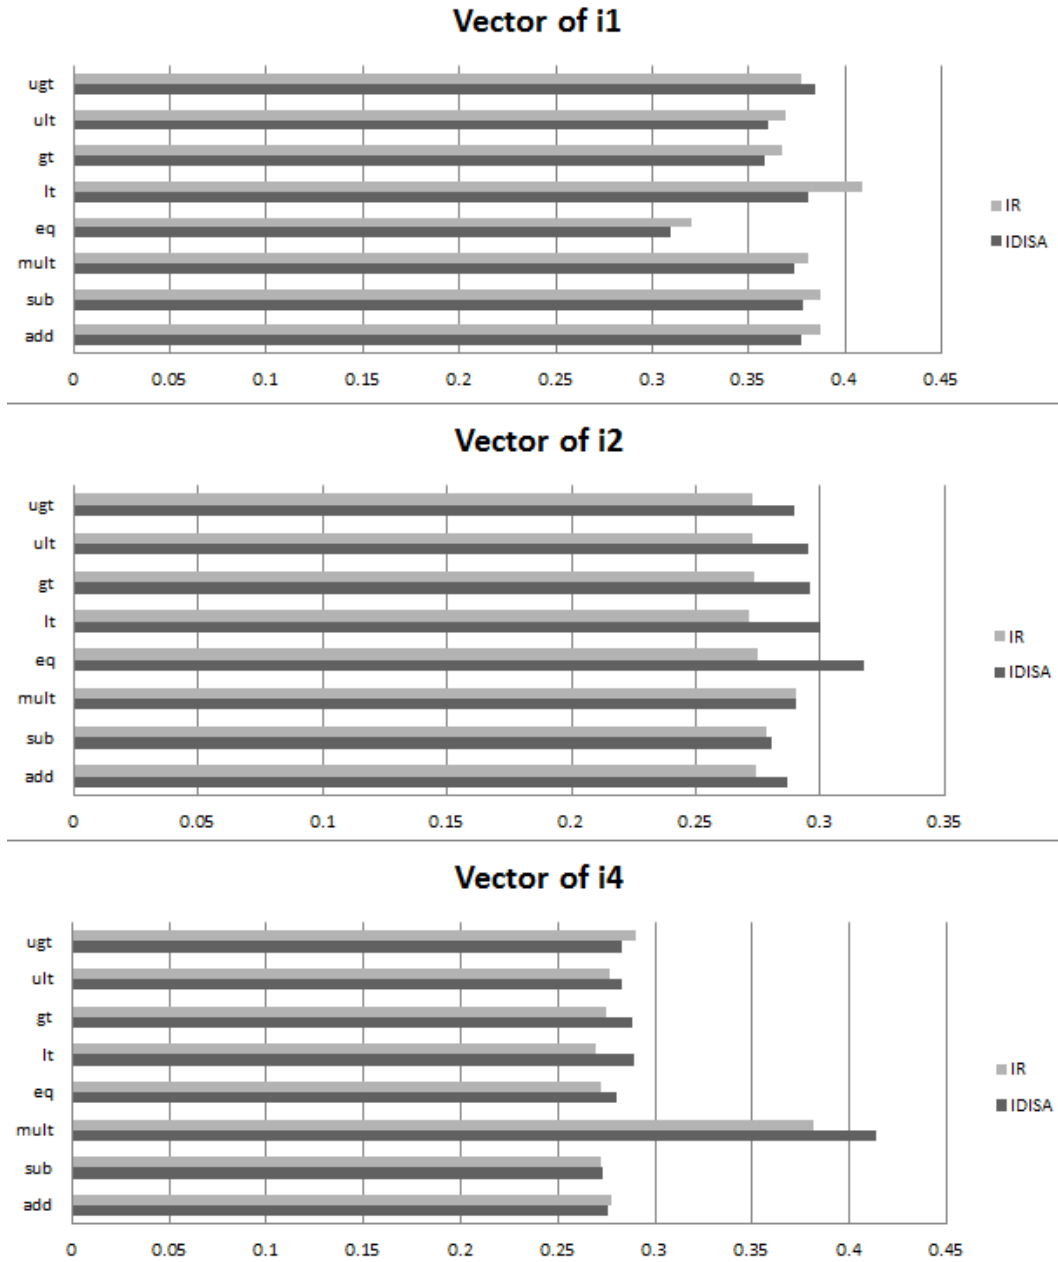 Vector of i1
ugt
ult
gt
lt
eq
mult
sub
add
IR
IDISA
0 0.05 0.1 0.15 0.2 0.25 0.3 0.35 0.4 0.45
Vector of i2
ugt
ult
gt
lt
eq
mult
sub
add
IR
IDISA
0 0.05 0.1 0.15 0.2 0.25 0.3 0.35
Vector of i4
ugt
ult
gt
lt
eq
mult
sub
add
IR
IDISA
0 0.05 0.1 0.15 0.2 0.25 0.3 0.35 0.4 0.45